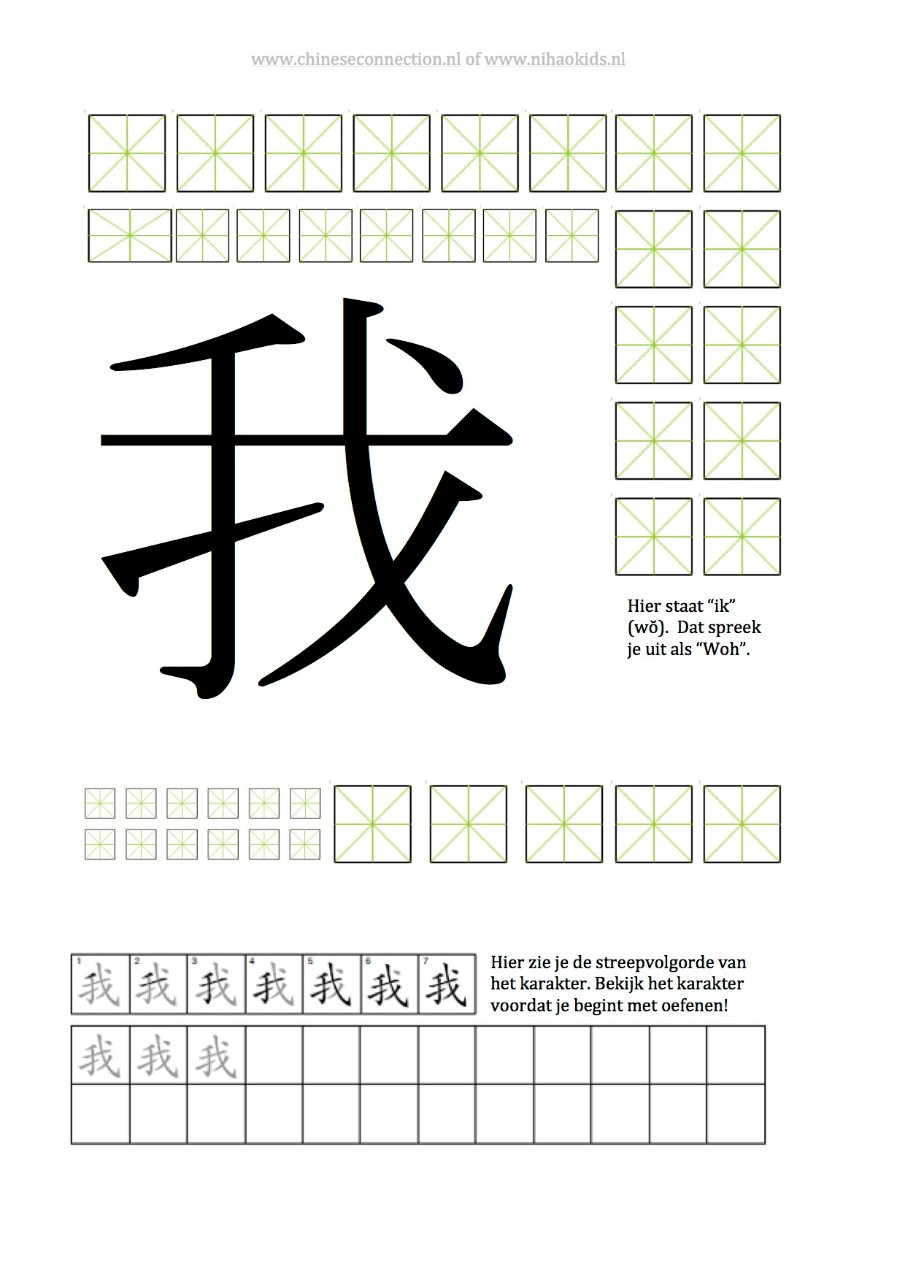 www.chineseconnection.nl of www.nihaokids.nl
我
Hier staat “ik”
(wǒ).  Dat spreek
je uit als “Woh”.
1 我 2 我 3 我 4 我 5 我 6 我 7 我
Hier zie je de streepvolgorde van
het karakter. Bekijk het karakter
voordat je begint met oefenen!
我 我 我